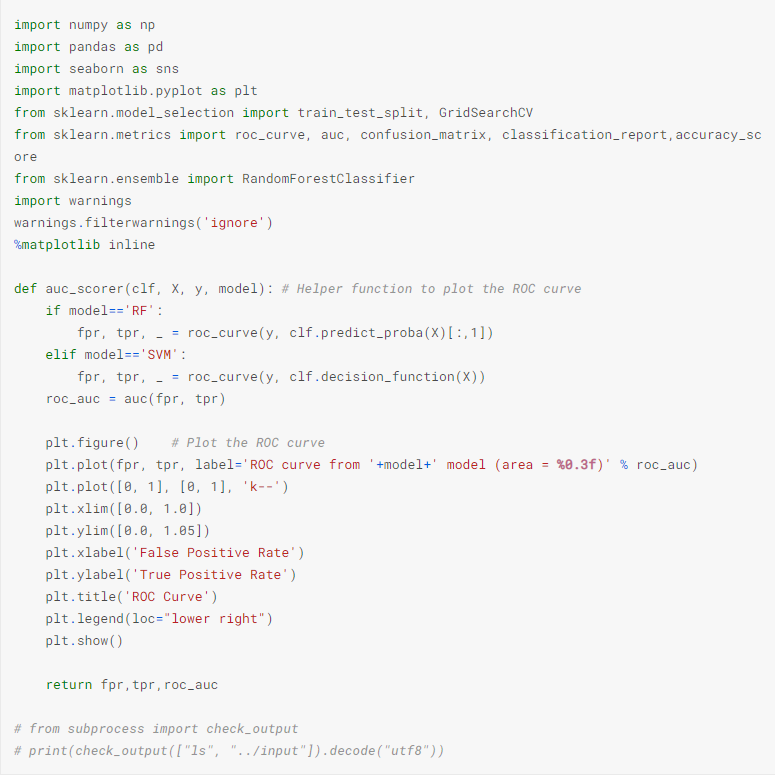 import numpy as np
import pandas as pd
import seaborn as sns
import matplotlib.pyplot as plt
from sklearn.model_selection import train_test_split, GridSearchCV
from sklearn.metrics import roc_curve, auc, confusion_matrix, classification_report,accuracy_sc
ore
from sklearn.ensemble import RandomForestClassifier
import warnings
warnings.filterwarnings('ignore')
%matplotlib inline

def auc_scorer(clf, X, y, model): # Helper function to plot the ROC curve
    if model=='RF':
        fpr, tpr, _ = roc_curve(y, clf.predict_proba(X)[:,1])
    elif model=='SVM':
        fpr, tpr, _ = roc_curve(y, clf.decision_function(X))
    roc_auc = auc(fpr, tpr)

    plt.figure()    # Plot the ROC curve
    plt.plot(fpr, tpr, label='ROC curve from '+model+' model (area = %0.3f)' % roc_auc)
    plt.plot([0, 1], [0, 1], 'k--')
    plt.xlim([0.0, 1.0])
    plt.ylim([0.0, 1.05])
    plt.xlabel('False Positive Rate')
    plt.ylabel('True Positive Rate')
    plt.title('ROC Curve')
    plt.legend(loc="lower right")
    plt.show()

    return fpr,tpr,roc_auc

# from subprocess import check_output
# print(check_output(["ls", "../input"]).decode("utf8"))